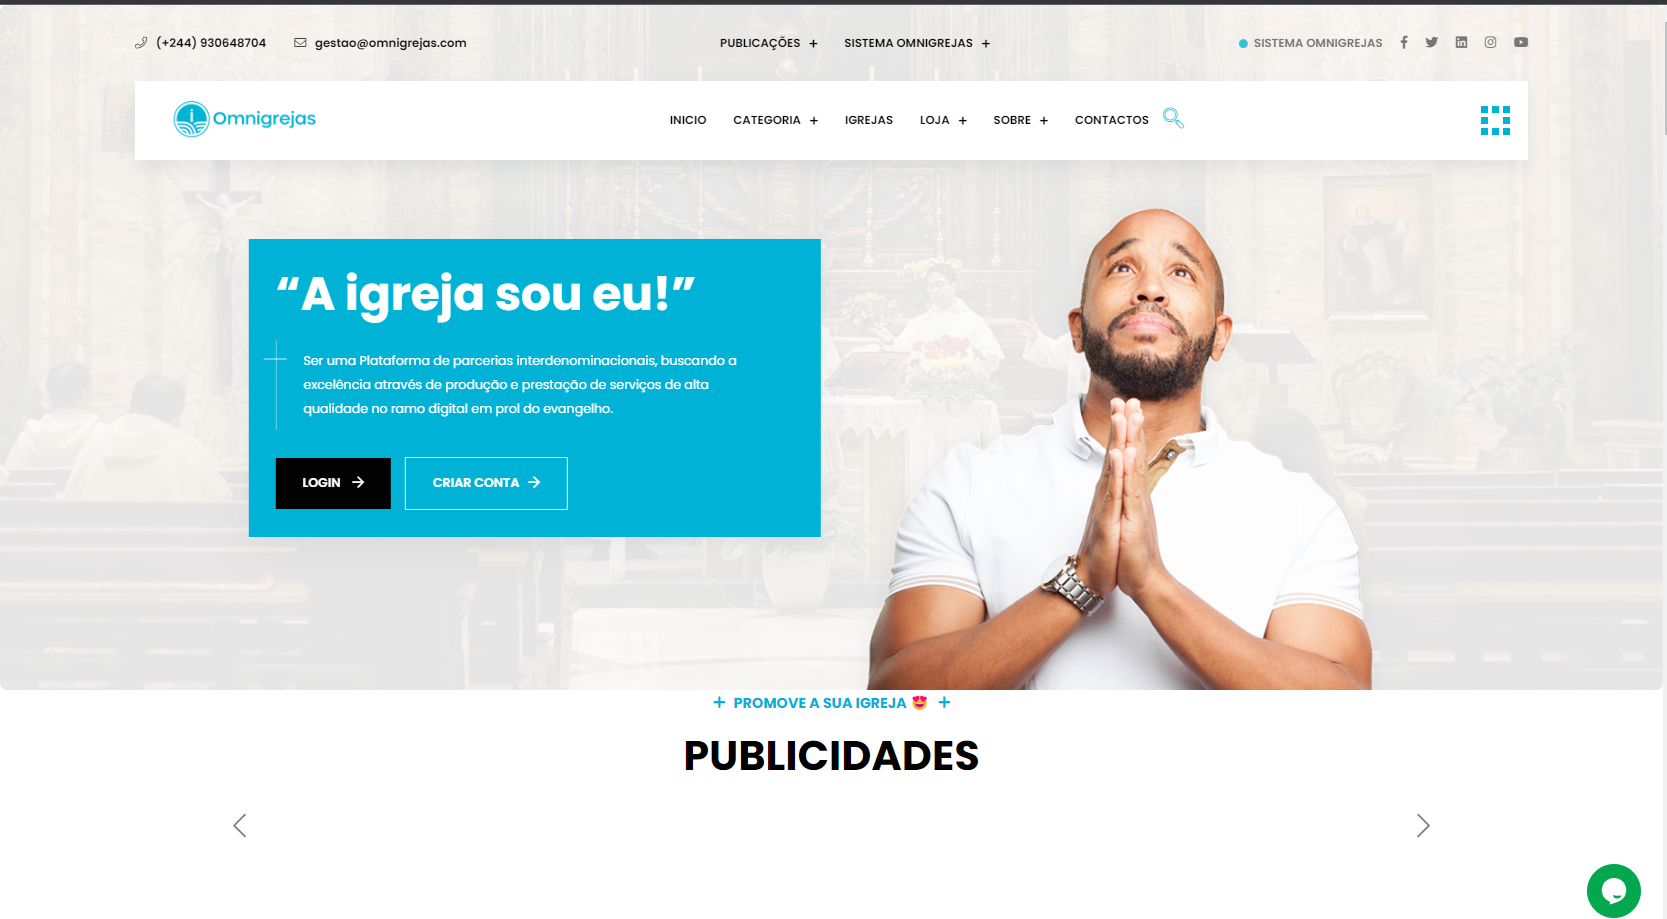 (+244) 930648704
gestao@omnigrejas.com
PUBLICAÇÕES +
SISTEMA OMNIGREJAS +
SISTEMA OMNIGREJAS
Omnigrejas
INICIO
CATEGORIA +
IGREJAS
LOJA +
SOBRE +
CONTACTOS
“A igreja sou eu!”
Ser uma Plataforma de parcerias interdenominacionais, buscando a
excelência através de produção e prestação de serviços de alta
qualidade no ramo digital em prol do evangelho.
LOGIN →
CRIAR CONTA →
+ PROMOVE A SUA IGREJA 😍 +
PUBLICIDADES